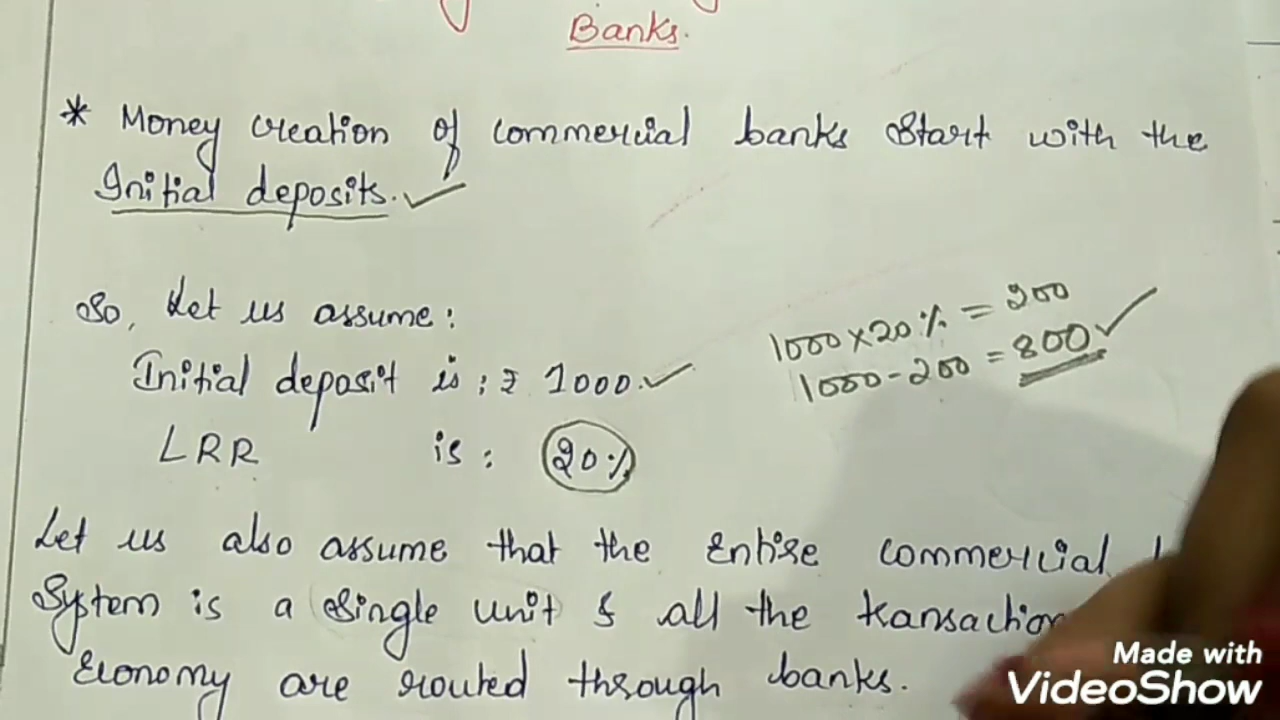 Banks.
* Money creation of commercial banks start with the
Initial deposits. ✓
So, Let us assume:
1000 × 20% = 200
Initial deposit is : ₹ 1000. ✓
1000 - 200 = 800 ✓
LRR is : 20%
Let us also assume that the Entire commercial
System is a single unit & all the
Economy are routed through banks.
Made with
VideoShow